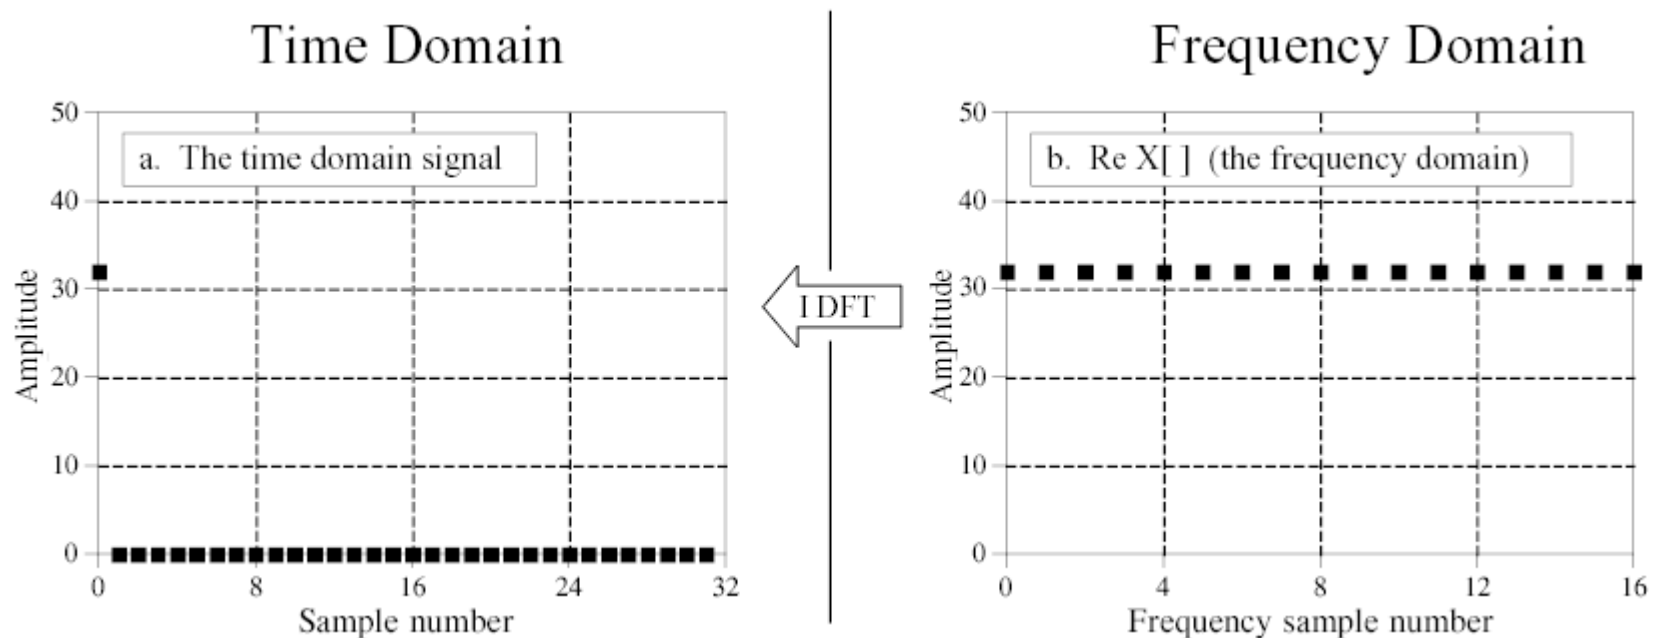 Time Domain
50
40
30
20
10
0
Amplitude
a. The time domain signal
0 8 16 24 32
Sample number
I DFT
Frequency Domain
50
40
30
20
10
0
Amplitude
b. Re X[ ] (the frequency domain)
0 4 8 12 16
Frequency sample number